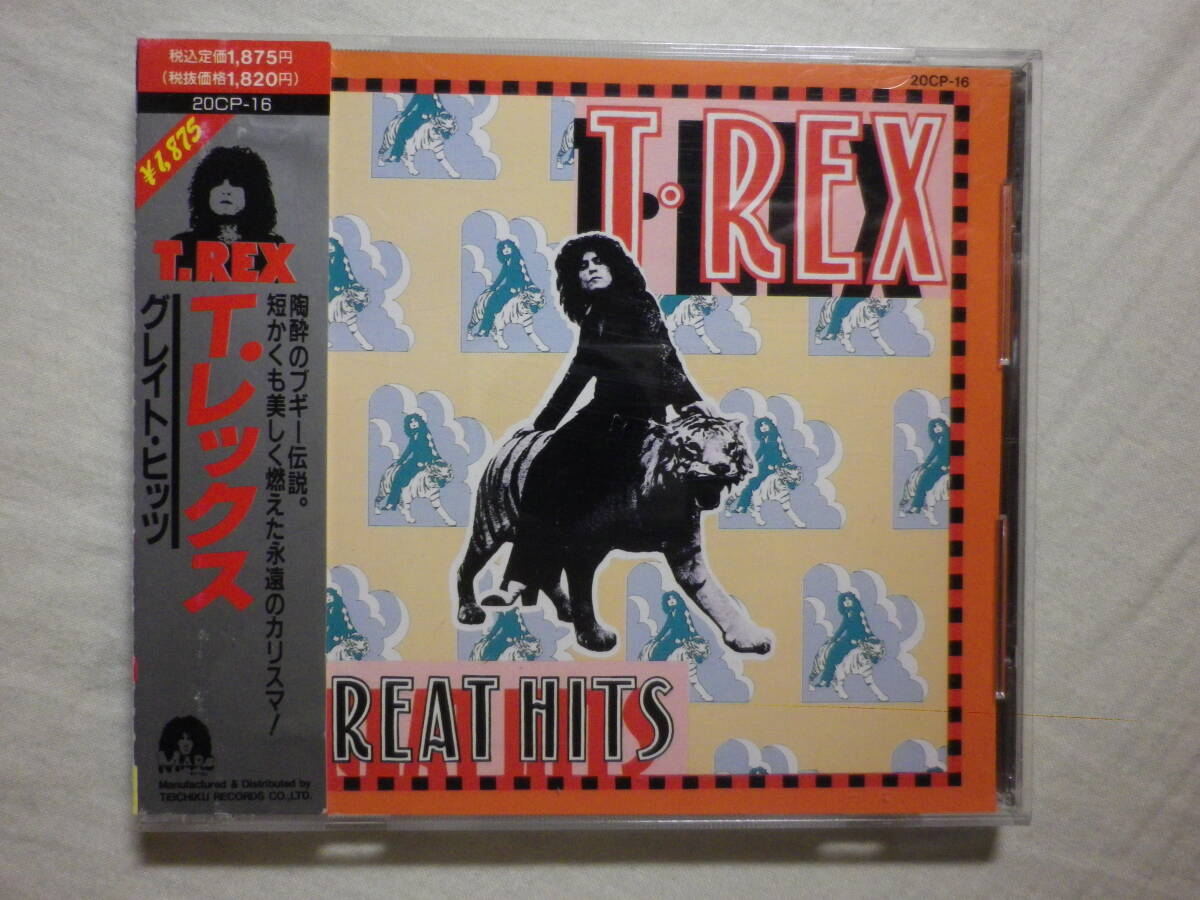 税込定価1,875円
(税抜価格1,820円)
20CP-16
¥1,875
T.REX
T.レックス
グレイト・ヒッツ
陶酔のブギー伝説。
短かくも美しく燃えた永遠のカリスマ!
Manufactured & Distributed by
TEICHIKU RECORDS CO.,LTD.
20CP-16
T·REX
REAT HITS